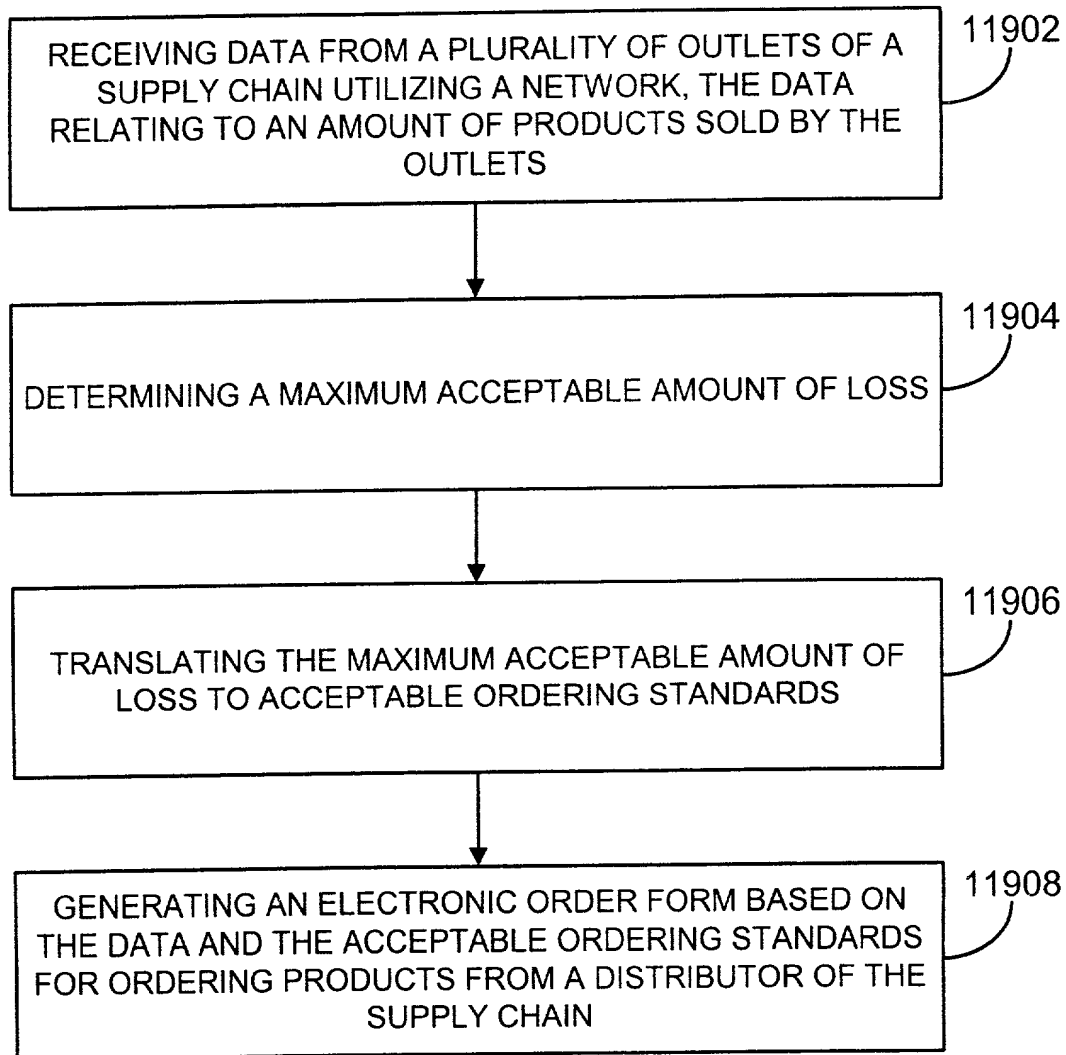 RECEIVING DATA FROM A PLURALITY OF OUTLETS OF A
SUPPLY CHAIN UTILIZING A NETWORK, THE DATA
RELATING TO AN AMOUNT OF PRODUCTS SOLD BY THE
OUTLETS
11902
DETERMINING A MAXIMUM ACCEPTABLE AMOUNT OF LOSS
11904
TRANSLATING THE MAXIMUM ACCEPTABLE AMOUNT OF
LOSS TO ACCEPTABLE ORDERING STANDARDS
11906
GENERATING AN ELECTRONIC ORDER FORM BASED ON
THE DATA AND THE ACCEPTABLE ORDERING STANDARDS
FOR ORDERING PRODUCTS FROM A DISTRIBUTOR OF THE
SUPPLY CHAIN
11908